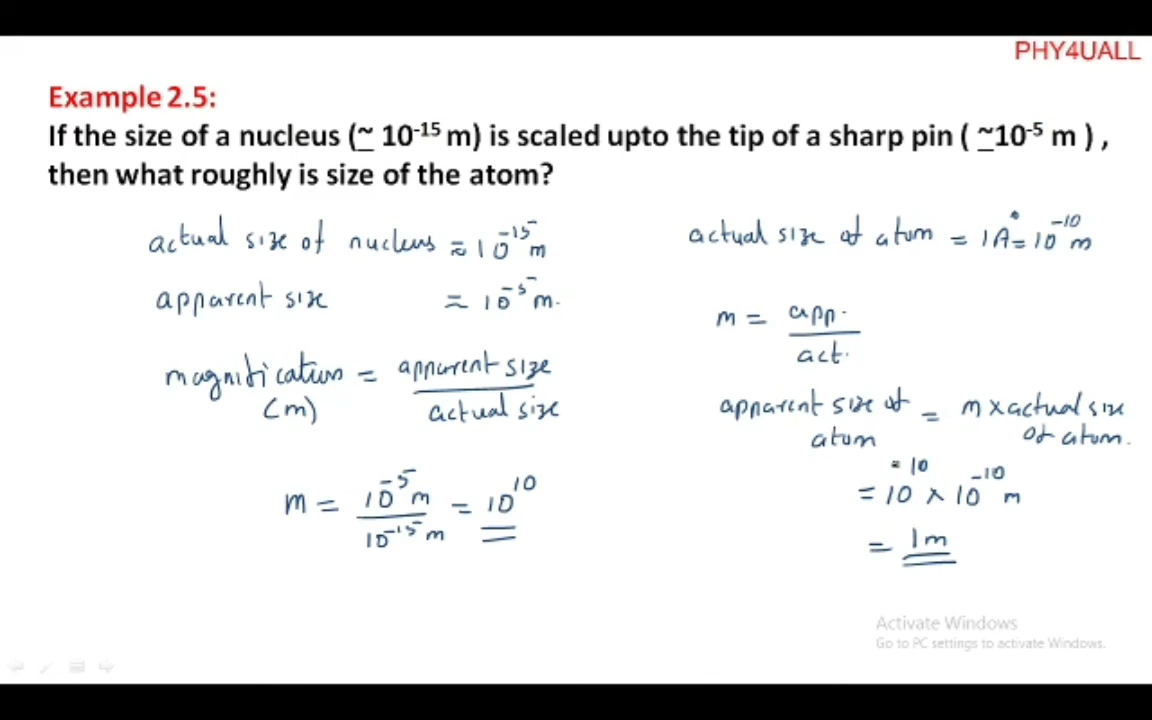 PHY4UALL
Example 2.5:
If the size of a nucleus (~ 10⁻¹⁵ m) is scaled upto the tip of a sharp pin ( ~10⁻⁵ m ) ,
then what roughly is size of the atom?
actual size of nucleus ≈ 10⁻¹⁵ m
apparent size ≈ 10⁻⁵ m.
magnification = apparent size / actual size
(m)
m = 10⁻⁵ m / 10⁻¹⁵ m = 10¹⁰
actual size of atom = 1Å = 10⁻¹⁰ m
m = app. / act.
apparent size of = m × actual size
atom of atom.
= 10¹⁰ × 10⁻¹⁰ m
= 1m
Activate Windows
Go to PC settings to activate Windows.